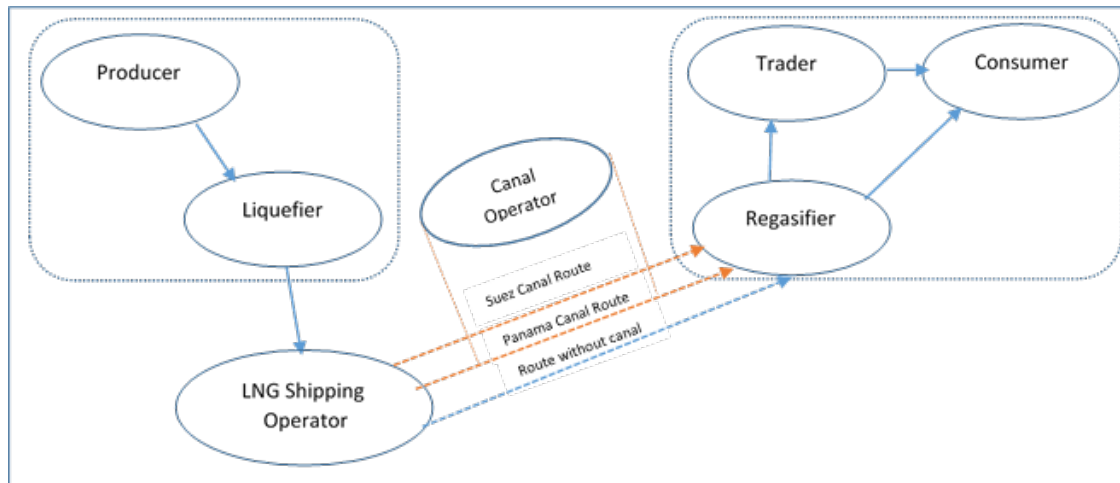 Producer
Liquefier
LNG Shipping
Operator
Canal
Operator
Suez Canal Route
Panama Canal Route
Route without canal
Trader
Consumer
Regasifier